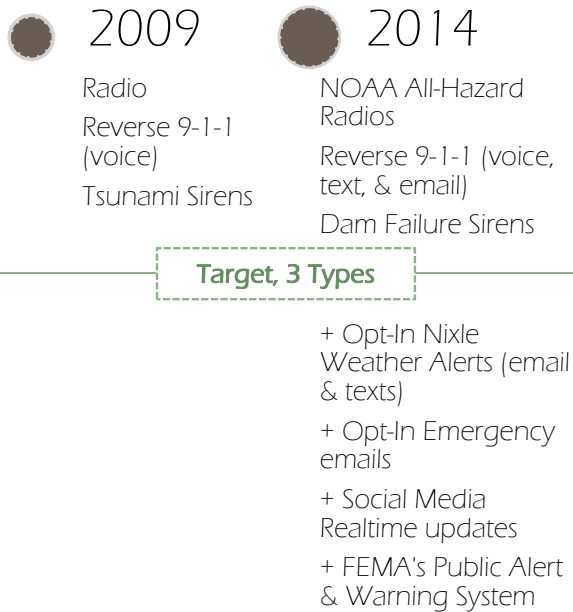 2009
Radio
Reverse 9-1-1
(voice)
Tsunami Sirens
2014
NOAA All-Hazard
Radios
Reverse 9-1-1 (voice,
text, & email)
Dam Failure Sirens
Target, 3 Types
+ Opt-In Nixle
Weather Alerts (email
& texts)
+ Opt-In Emergency
emails
+ Social Media
Realtime updates
+ FEMA's Public Alert
& Warning System